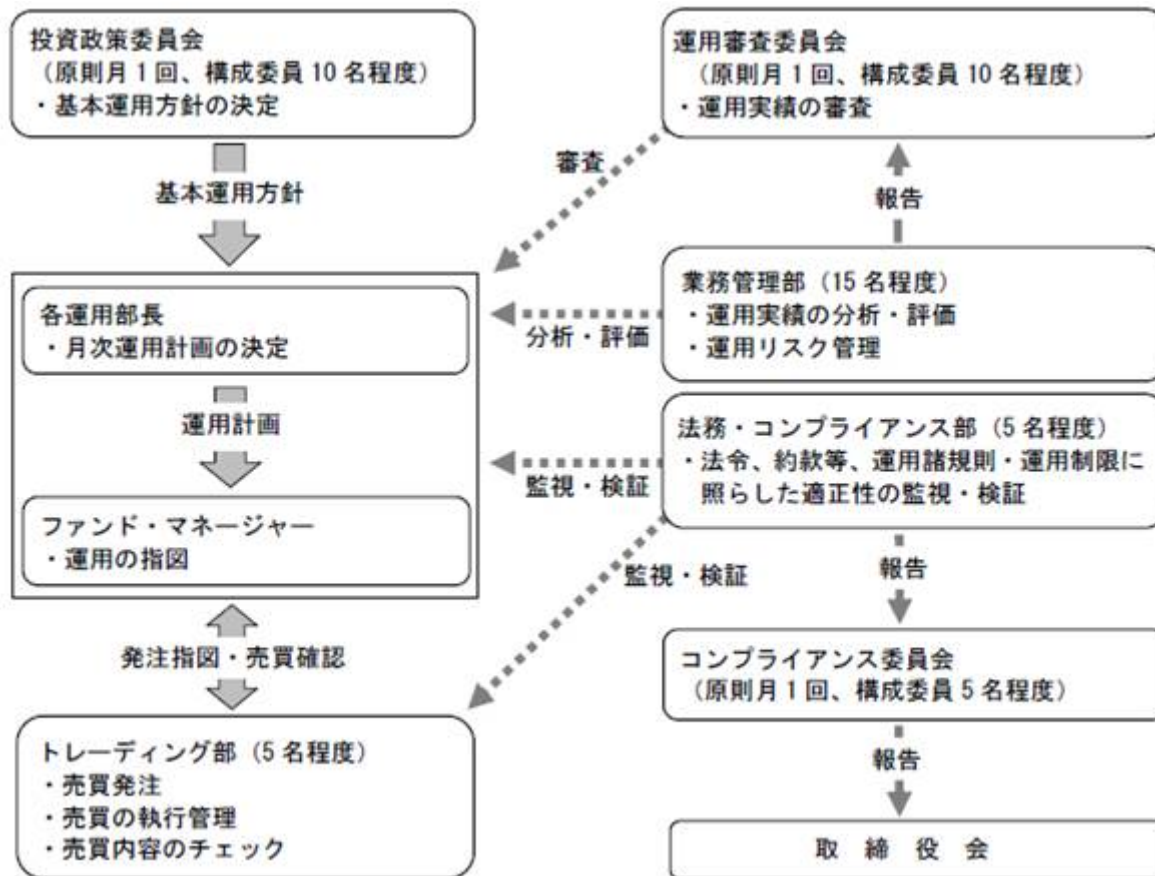 投資政策委員会
（原則月1回、構成委員10名程度）
・基本運用方針の決定
基本運用方針
各運用部長
・月次運用計画の決定
運用計画
ファンド・マネージャー
・運用の指図
発注指図・売買確認
トレーディング部（5名程度）
・売買発注
・売買の執行管理
・売買内容のチェック
運用審査委員会
（原則月1回、構成委員10名程度）
・運用実績の審査
審査
報告
業務管理部（15名程度）
・運用実績の分析・評価
・運用リスク管理
分析・評価
法務・コンプライアンス部（5名程度）
・法令、約款等、運用諸規則・運用制限に
照らした適正性の監視・検証
監視・検証
監視・検証
報告
コンプライアンス委員会
（原則月1回、構成委員5名程度）
報告
取締役会